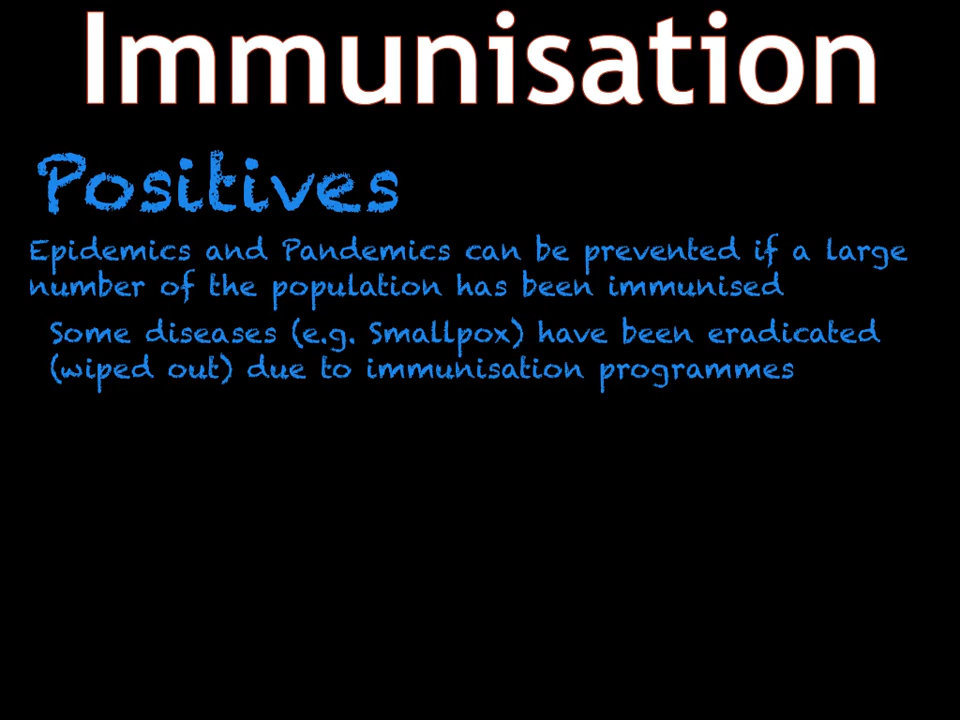 Immunisation
Positives
Epidemics and Pandemics can be prevented if a large
number of the population has been immunised
Some diseases (e.g. Smallpox) have been eradicated
(wiped out) due to immunisation programmes